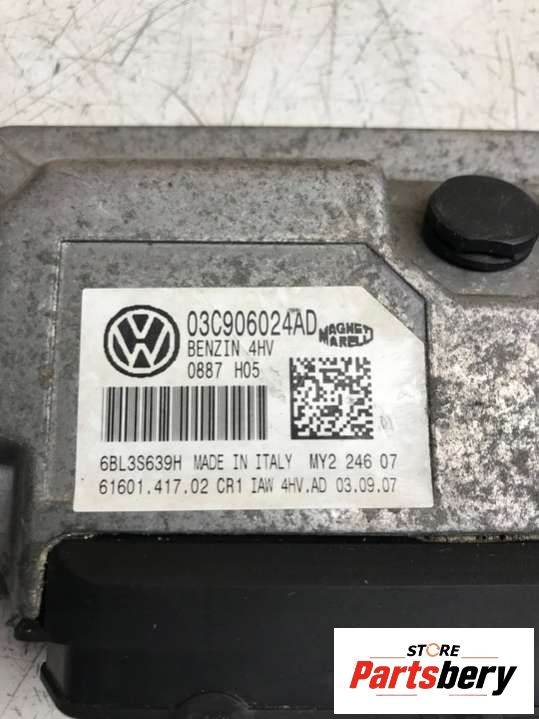 03C906024AD
MAGNETI
MARELLI
BENZIN 4HV
0887 H05
6BL3S639H MADE IN ITALY MY2 246 07
61601.417.02 CR1 IAW 4HV.AD 03.09.07
STORE
Partsbery